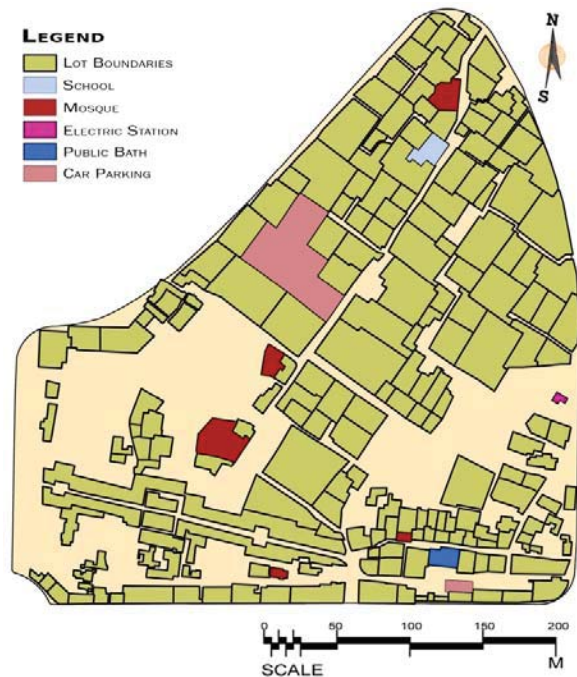 LEGEND
LOT BOUNDARIES
SCHOOL
MOSQUE
ELECTRIC STATION
PUBLIC BATH
CAR PARKING
N
S
0 50 100 150 200
SCALE M